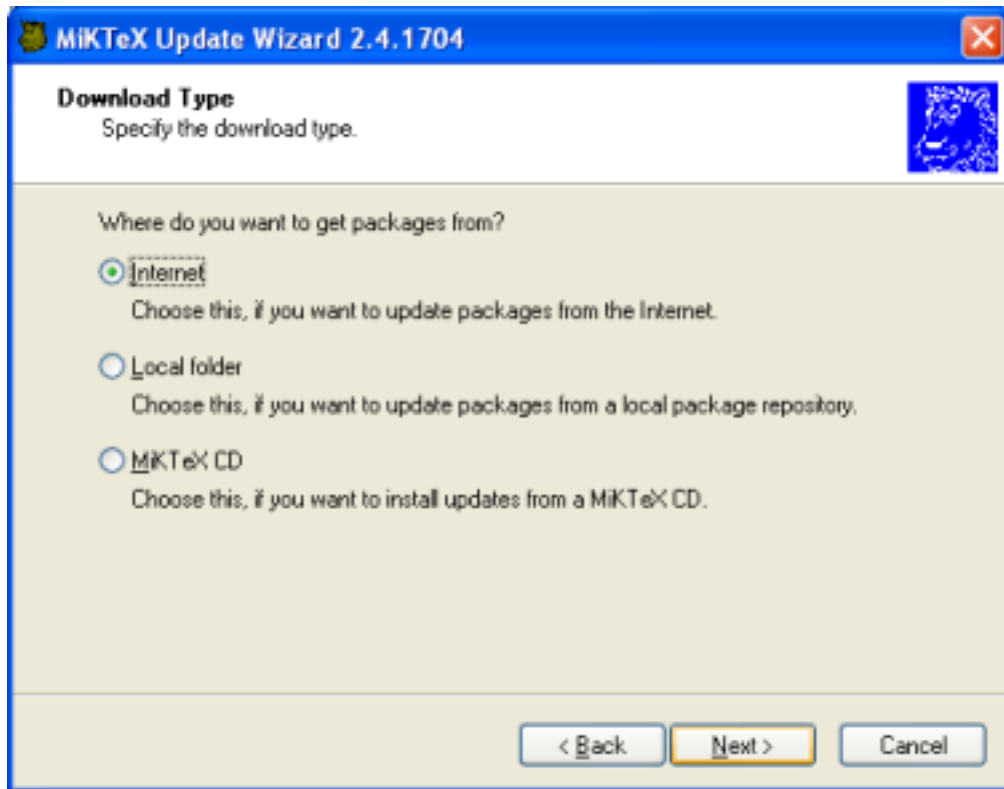 MiKTeX Update Wizard 2.4.1704
Download Type
Specify the download type.
Where do you want to get packages from?
Internet
Choose this, if you want to update packages from the Internet.
Local folder
Choose this, if you want to update packages from a local package repository.
MiKTeX CD
Choose this, if you want to install updates from a MiKTeX CD.
< Back Next > Cancel